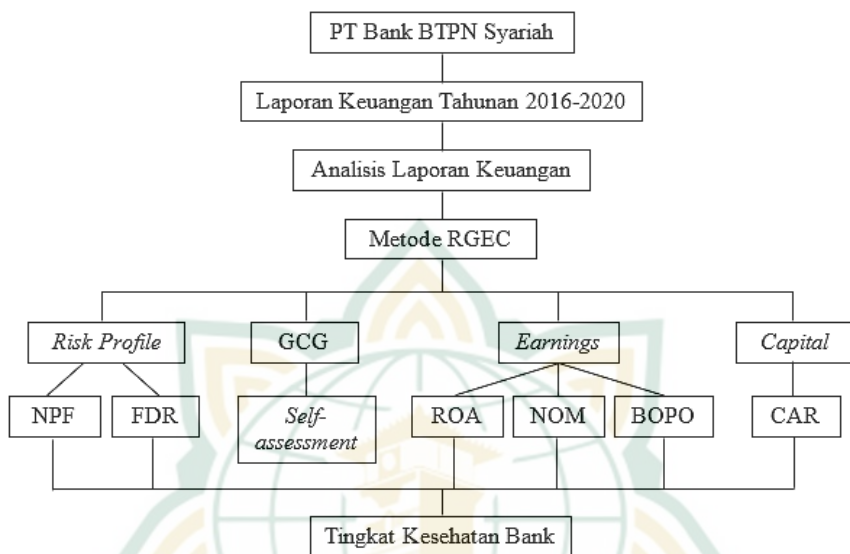 PT Bank BTPN Syariah
Laporan Keuangan Tahunan 2016-2020
Analisis Laporan Keuangan
Metode RGEC
Risk Profile
GCG
Earnings
Capital
NPF
FDR
Self-
assessment
ROA
NOM
BOPO
CAR
Tingkat Kesehatan Bank